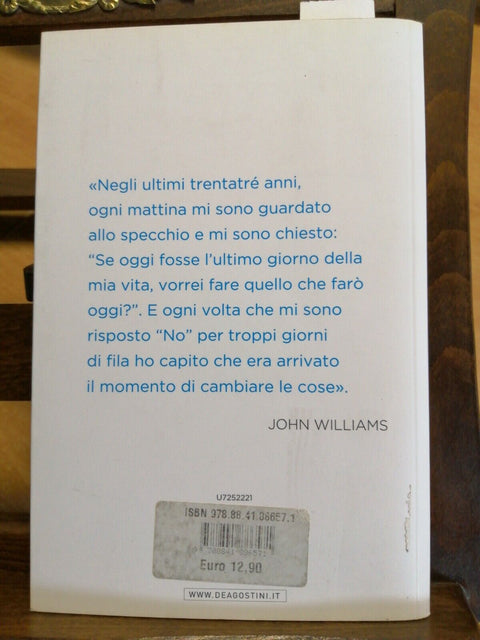 «Negli ultimi trentatré anni,
ogni mattina mi sono guardato
allo specchio e mi sono chiesto:
“Se oggi fosse l’ultimo giorno della
mia vita, vorrei fare quello che farò
oggi?”. E ogni volta che mi sono
risposto “No” per troppi giorni
di fila ho capito che era arrivato
il momento di cambiare le cose».
JOHN WILLIAMS
U7252221
ISBN 978.88.41.08657.1
Euro 12,90
WWW.DEAGOSTINI.IT